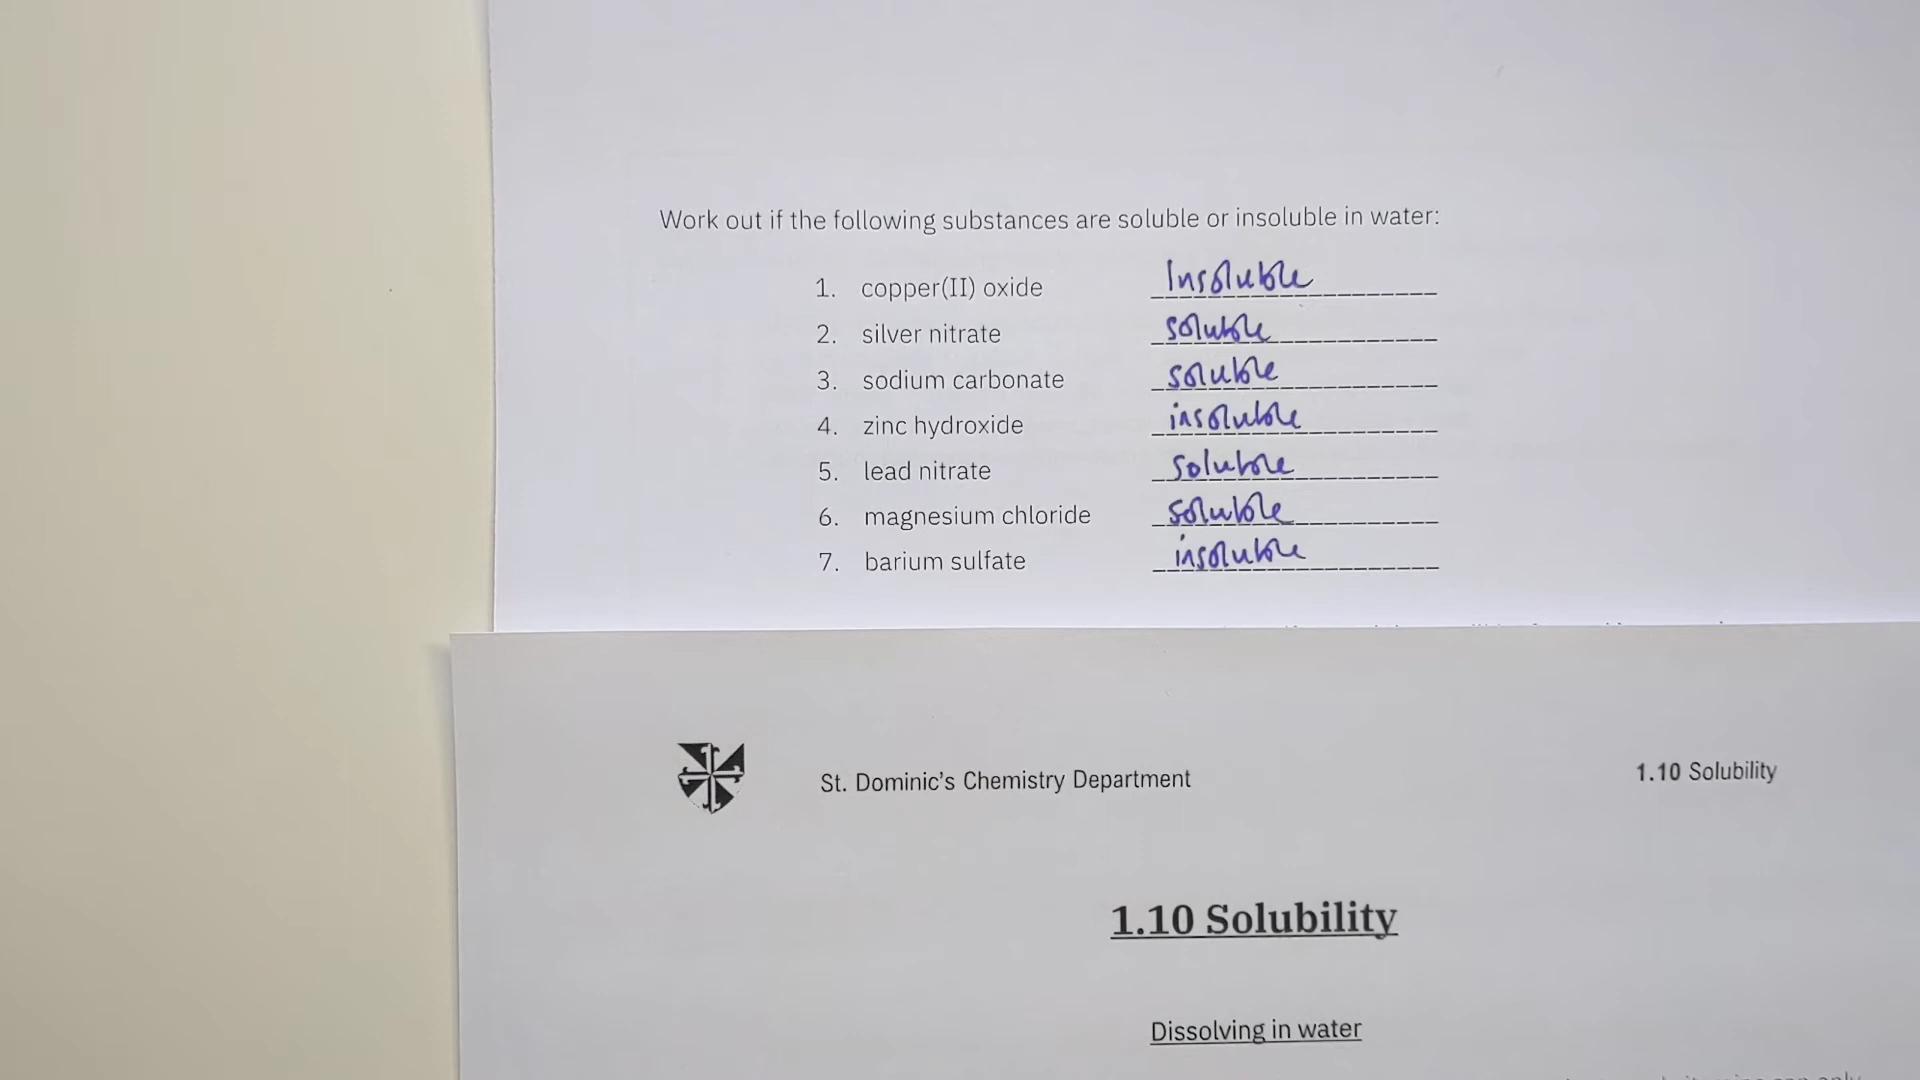 Work out if the following substances are soluble or insoluble in water:
1. copper(II) oxide Insoluble
2. silver nitrate soluble
3. sodium carbonate soluble
4. zinc hydroxide insoluble
5. lead nitrate soluble
6. magnesium chloride soluble
7. barium sulfate insoluble
St. Dominic's Chemistry Department 1.10 Solubility
1.10 Solubility
Dissolving in water